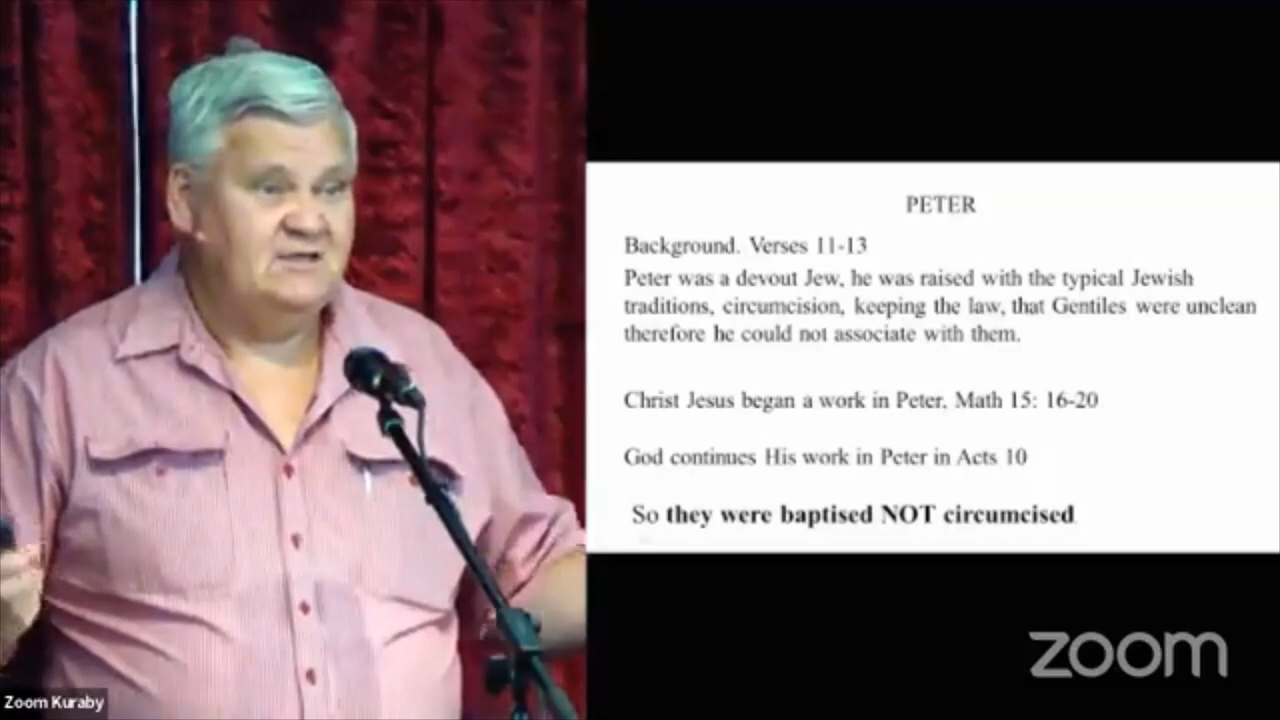 PETER
Background. Verses 11-13
Peter was a devout Jew, he was raised with the typical Jewish
traditions, circumcision, keeping the law, that Gentiles were unclean
therefore he could not associate with them.
Christ Jesus began a work in Peter, Math 15: 16-20
God continues His work in Peter in Acts 10
So they were baptised NOT circumcised
zoom
Zoom Kuraby